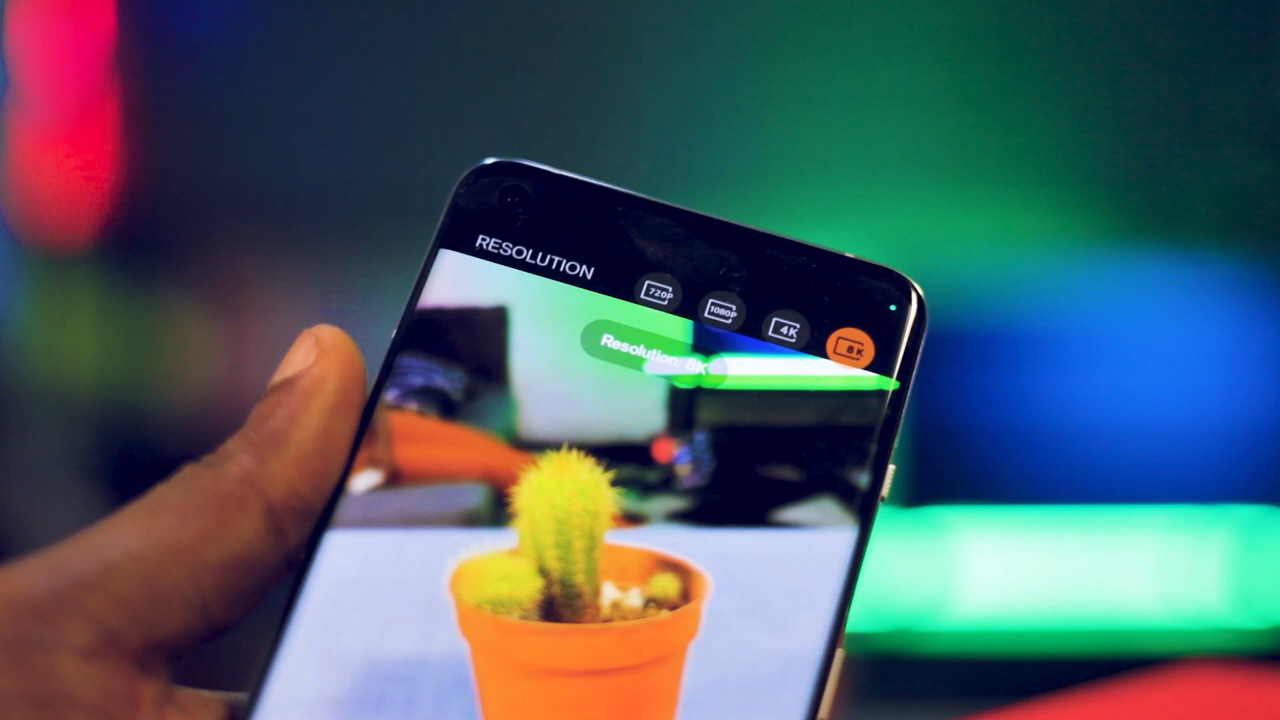 RESOLUTION
720P
1080P
4K
8K
Resolution: 8K